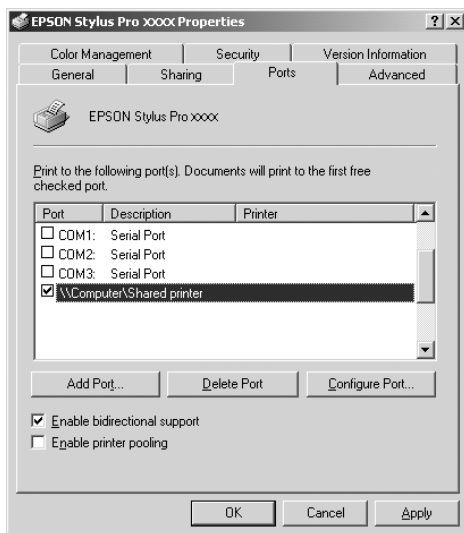 EPSON Stylus Pro xxxx Properties
Color Management Security Version Information
General Sharing Ports Advanced
EPSON Stylus Pro xxxx
Print to the following port(s). Documents will print to the first free
checked port.
Port Description Printer
COM1: Serial Port
COM2: Serial Port
COM3: Serial Port
\\Computer\Shared printer
Add Port... Delete Port Configure Port...
Enable bidirectional support
Enable printer pooling
OK Cancel Apply